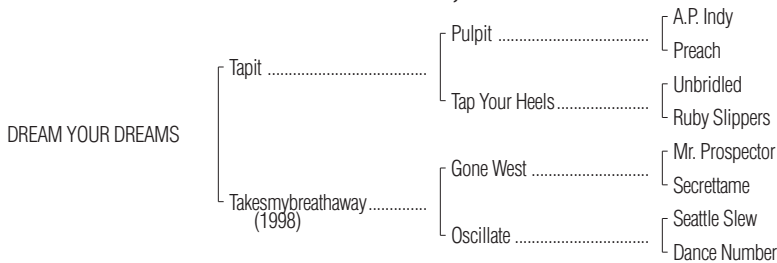 A.P. Indy
Pulpit ..........................................
Preach
Tapit ....................................
Unbridled
Tap Your Heels........................
Ruby Slippers
DREAM YOUR DREAMS
Mr. Prospector
Gone West ................................
Secrettame
Takesmybreathaway.............
(1998)
Seattle Slew
Oscillate .....................................
Dance Number